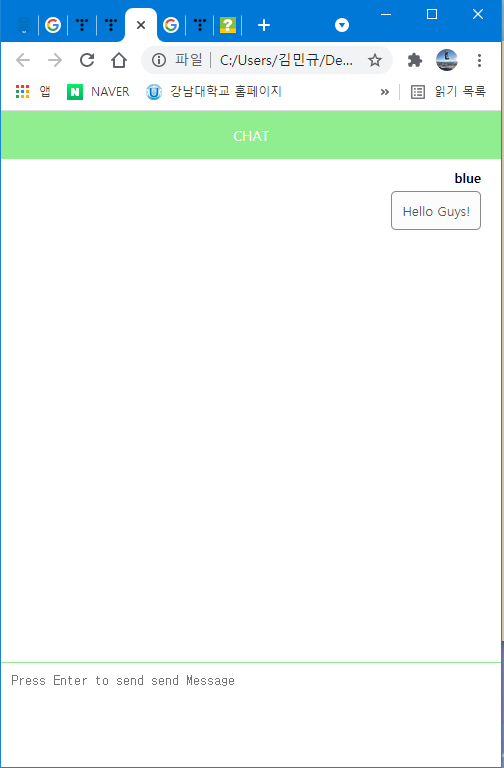 파일 | C:/Users/김민규/De...
앱 NAVER 강남대학교 홈페이지 » 읽기 목록
CHAT
blue
Hello Guys!
Press Enter to send send Message